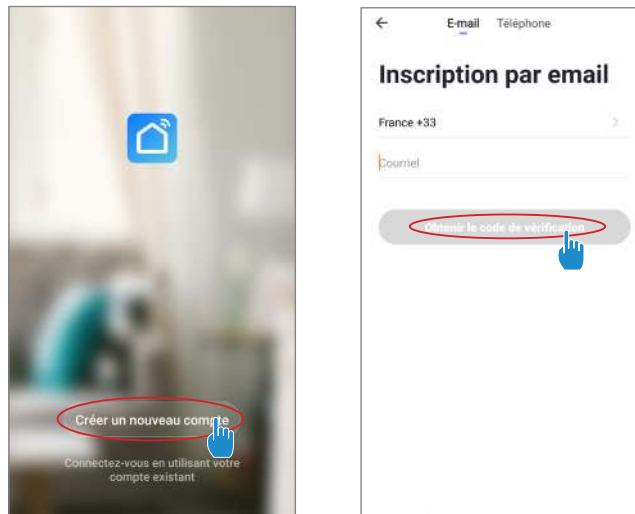 Créer un nouveau compte
Connectez-vous en utilisant votre
compte existant
← E-mail Téléphone
Inscription par email
France +33 >
Courriel
Obtenir le code de vérification